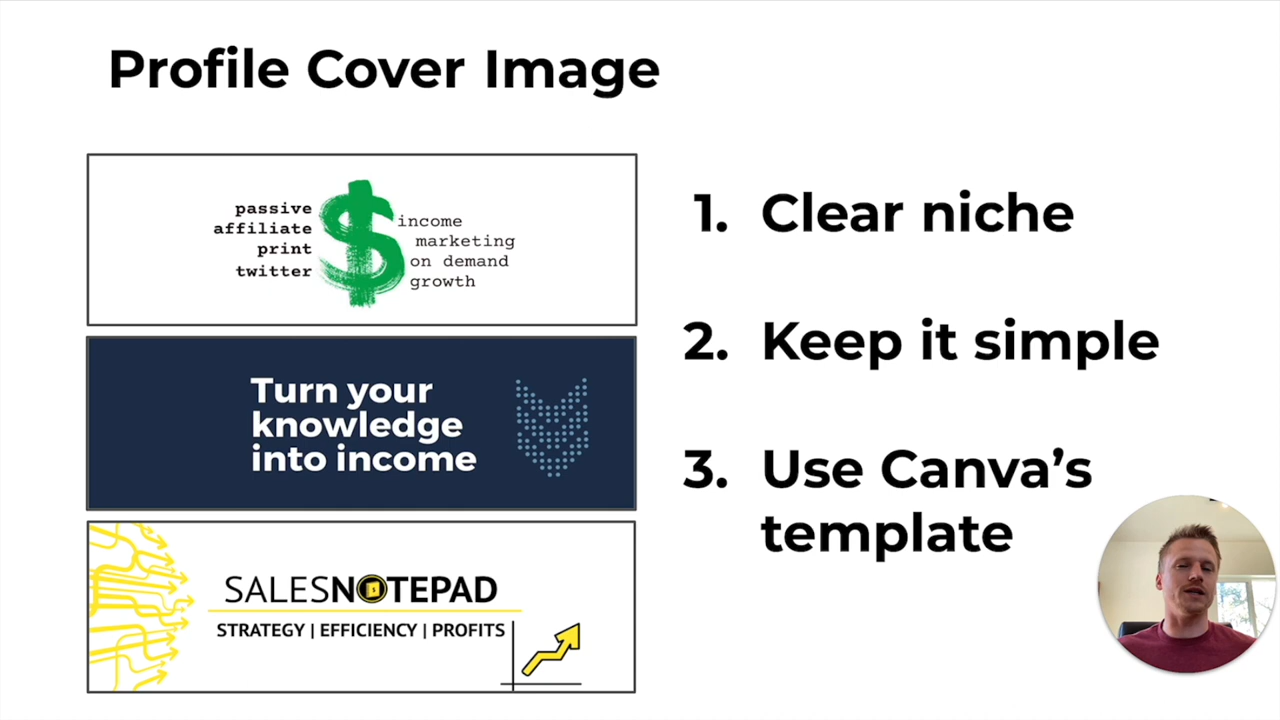 Profile Cover Image
passive
affiliate
print
twitter
$
income
marketing
on demand
growth
Turn your
knowledge
into income
SALESNOTEPAD
STRATEGY | EFFICIENCY | PROFITS
1. Clear niche
2. Keep it simple
3. Use Canva’s
template